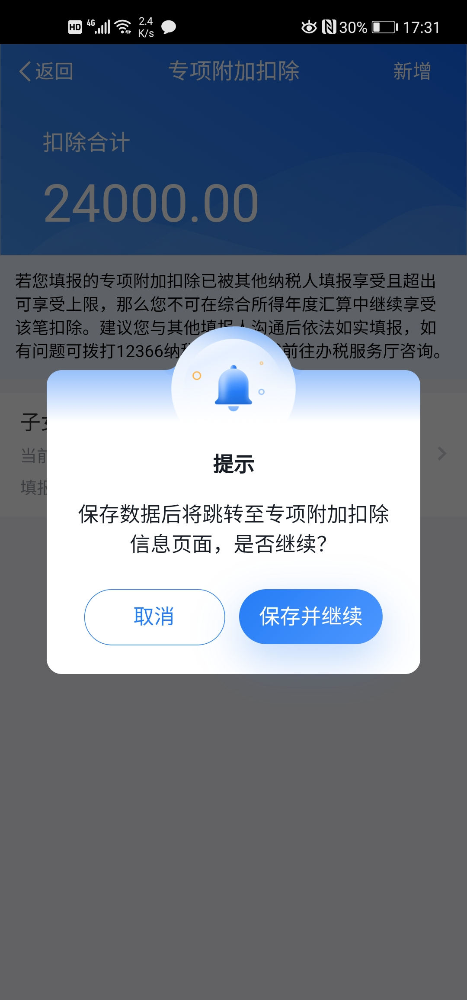 HD 4G 2.4 K/s 30% 17:31
返回 专项附加扣除 新增
扣除合计
24000.00
若您填报的专项附加扣除已被其他纳税人填报享受且超出
可享受上限，那么您不可在综合所得年度汇算中继续享受
该笔扣除。建议您与其他填报人沟通后依法如实填报，如
有问题可拨打12366纳 前往办税服务厅咨询。
子
当前
填报
提示
保存数据后将跳转至专项附加扣除
信息页面，是否继续？
取消 保存并继续